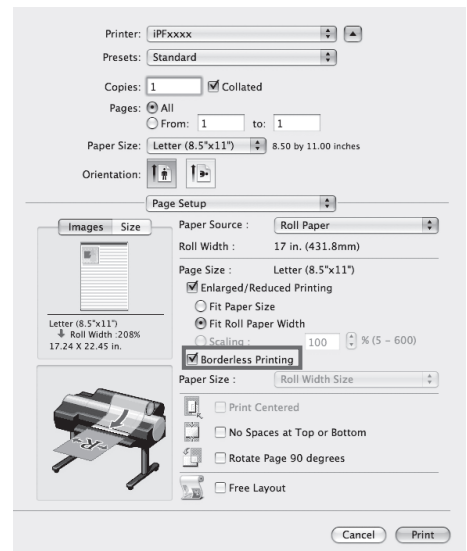 Printer: iPFxxxx
Presets: Standard
Copies: 1 Collated
Pages: All
From: 1 to: 1
Paper Size: Letter (8.5"x11") 8.50 by 11.00 inches
Orientation:
Page Setup
Images Size
Paper Source : Roll Paper
Roll Width : 17 in. (431.8mm)
Page Size : Letter (8.5"x11")
Enlarged/Reduced Printing
Fit Paper Size
Fit Roll Paper Width
Scaling : 100 % (5 - 600)
Letter (8.5"x11")
Roll Width :208%
17.24 X 22.45 in.
Borderless Printing
Paper Size : Roll Width Size
Print Centered
No Spaces at Top or Bottom
Rotate Page 90 degrees
Free Layout
Cancel Print